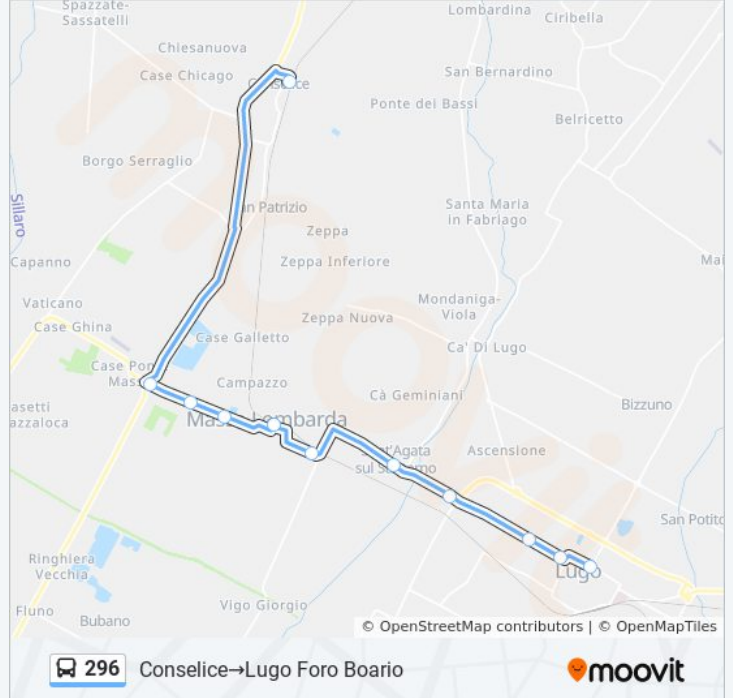 Spazzate-
Sassatelli
Lombardina
Ciribella
Chiesanuova
Case Chicago
San Bernardino
Ponte dei Bassi
Belricetto
Borgo Serraglio
Sillaro
Santa Maria
in Fabriago
Zeppa
Capanno
Zeppa Inferiore
Vaticano
Mondaniga-
Viola
Case Ghina
Zeppa Nuova
Case Galletto
Ca' Di Lugo
Campazzo
Cà Geminiani
Bizzuno
Lombarda
Ascensione
San Potito
Lugo
Ringhiera
Vecchia
Fluno
Bubano
Vigo Giorgio
© OpenStreetMap contributors | © OpenMapTiles
296 Conselice→Lugo Foro Boario
moovit